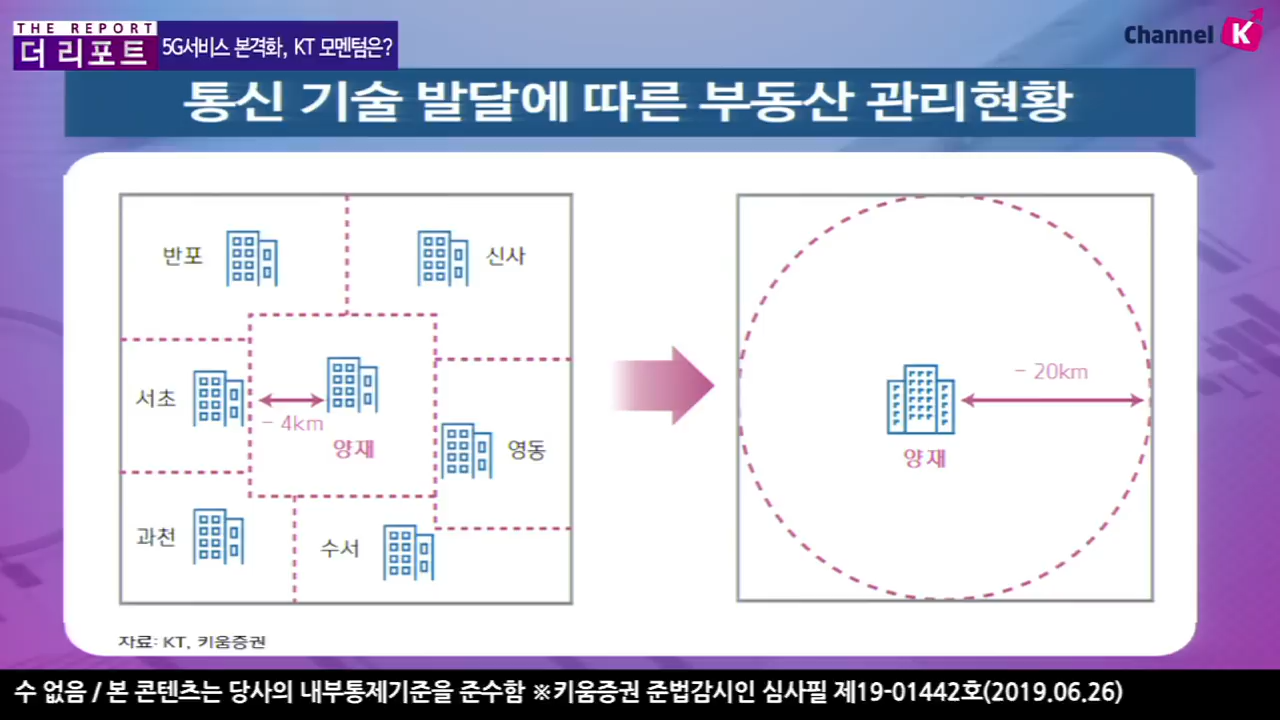 THE REPORT
더 리포트
5G서비스 본격화, KT 모멘텀은?
Channel K
통신 기술 발달에 따른 부동산 관리현황
반포
신사
서초
~ 4km
양재
영동
과천
수서
~ 20km
양재
자료: KT, 키움증권
수 없음 / 본 콘텐츠는 당사의 내부통제기준을 준수함 ※키움증권 준법감시인 심사필 제19-01442호(2019.06.26)